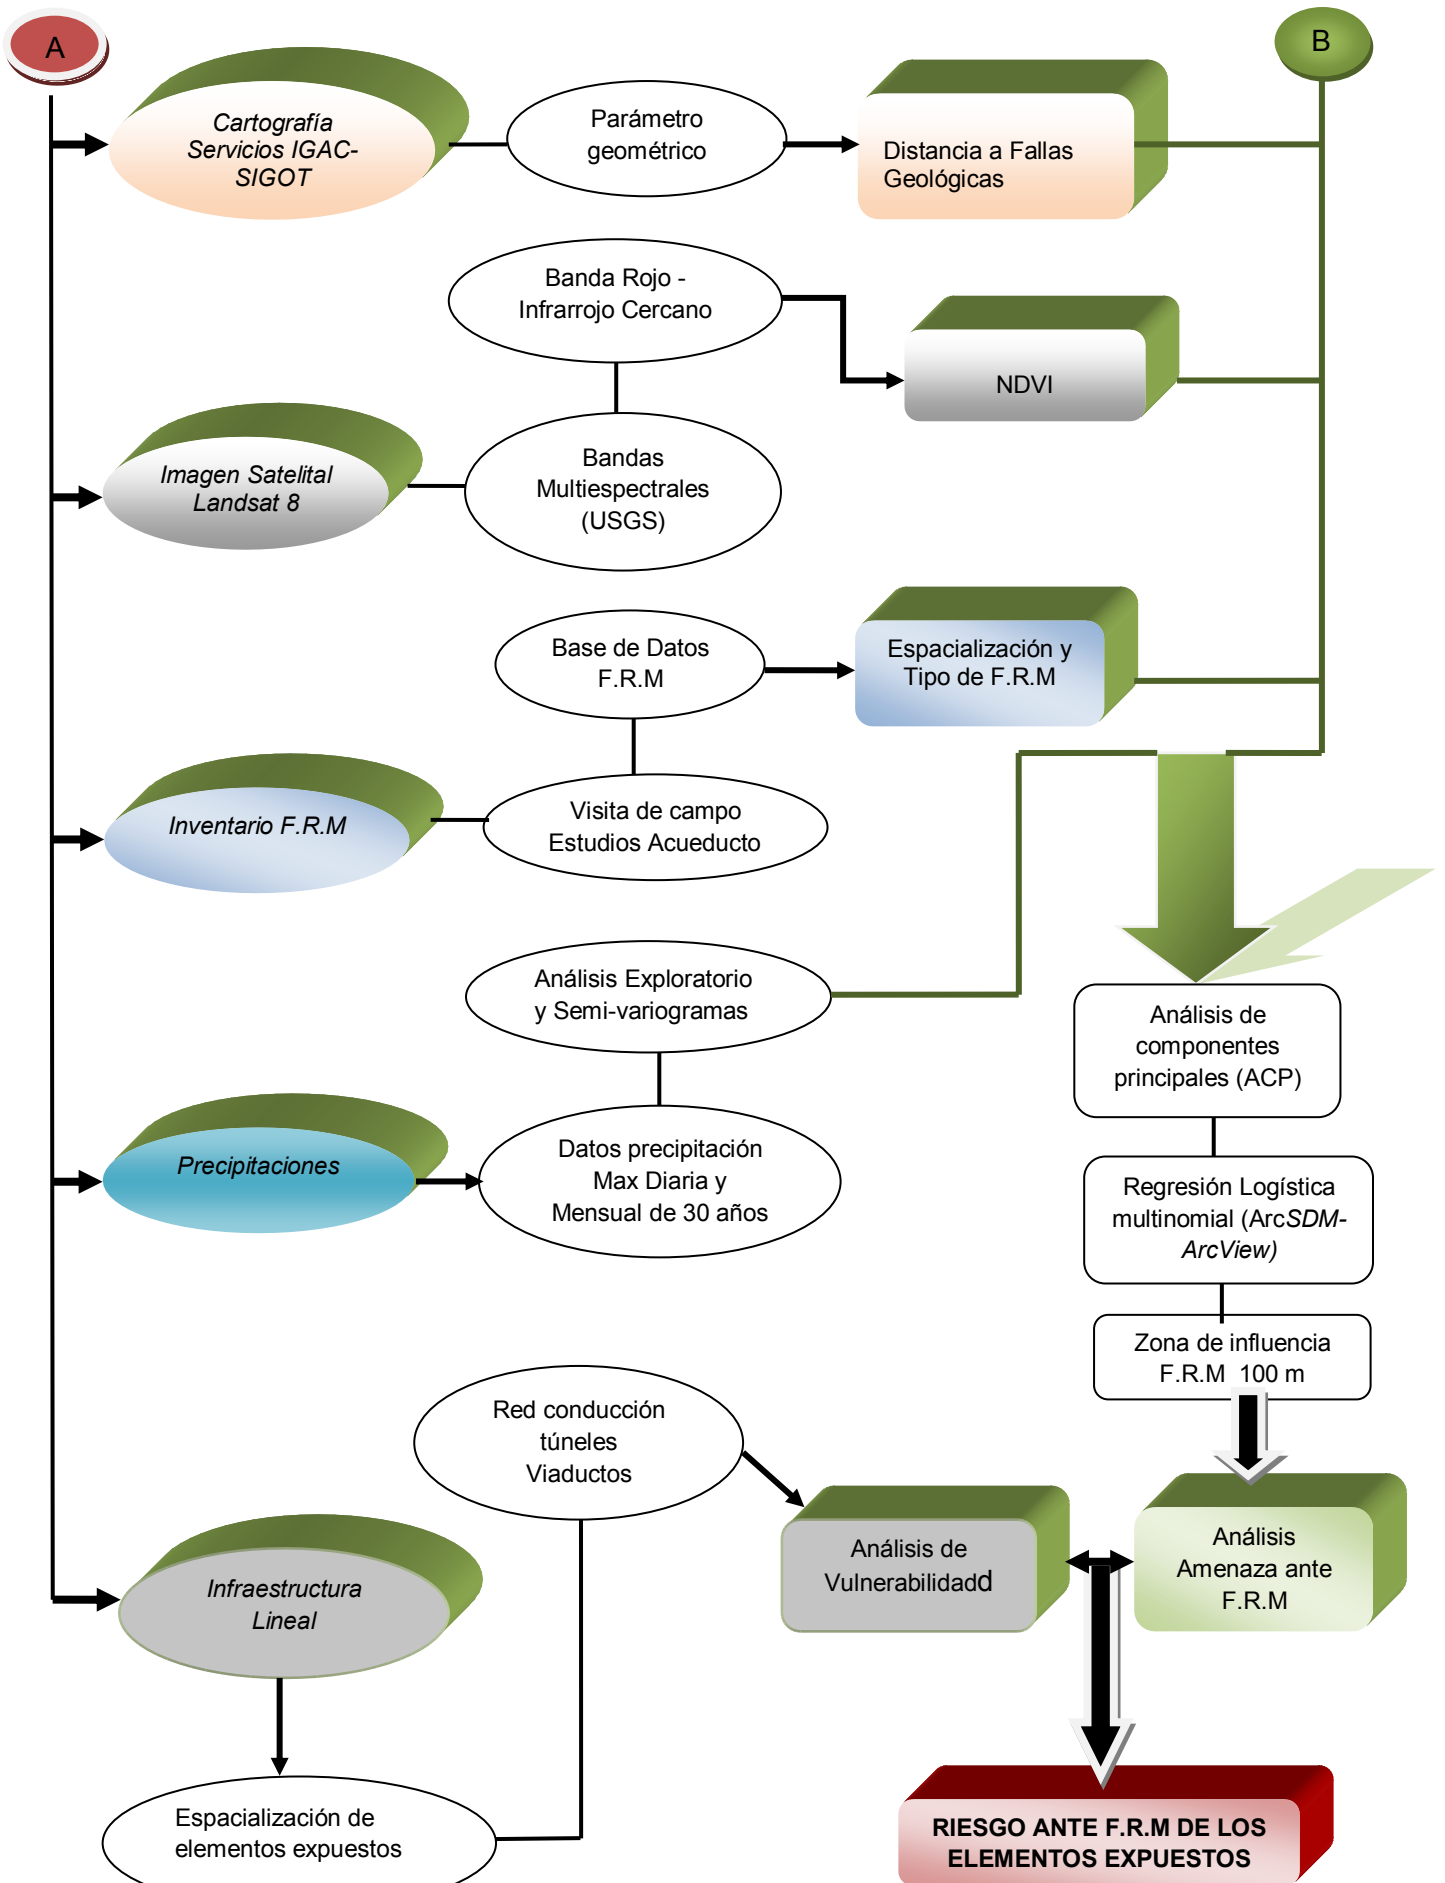 A
B
Cartografía
Servicios IGAC-
SIGOT
Parámetro
geométrico
Distancia a Fallas
Geológicas
Banda Rojo -
Infrarrojo Cercano
NDVI
Imagen Satelital
Landsat 8
Bandas
Multiespectrales
(USGS)
Base de Datos
F.R.M
Espacialización y
Tipo de F.R.M
Inventario F.R.M
Visita de campo
Estudios Acueducto
Análisis Exploratorio
y Semi-variogramas
Análisis de
componentes
principales (ACP)
Precipitaciones
Datos precipitación
Max Diaria y
Mensual de 30 años
Regresión Logística
multinomial (ArcSDM-
ArcView)
Zona de influencia
F.R.M 100 m
Red conducción
túneles
Viaductos
Análisis de
Vulnerabilidadd
Análisis
Amenaza ante
F.R.M
Infraestructura
Lineal
Espacialización de
elementos expuestos
RIESGO ANTE F.R.M DE LOS
ELEMENTOS EXPUESTOS